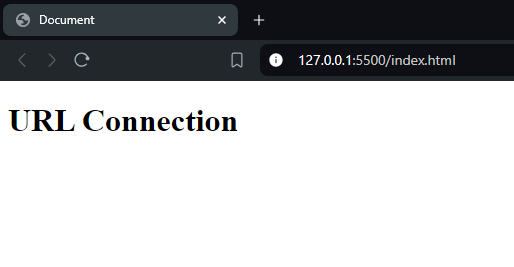 Document
127.0.0.1:5500/index.html
URL Connection